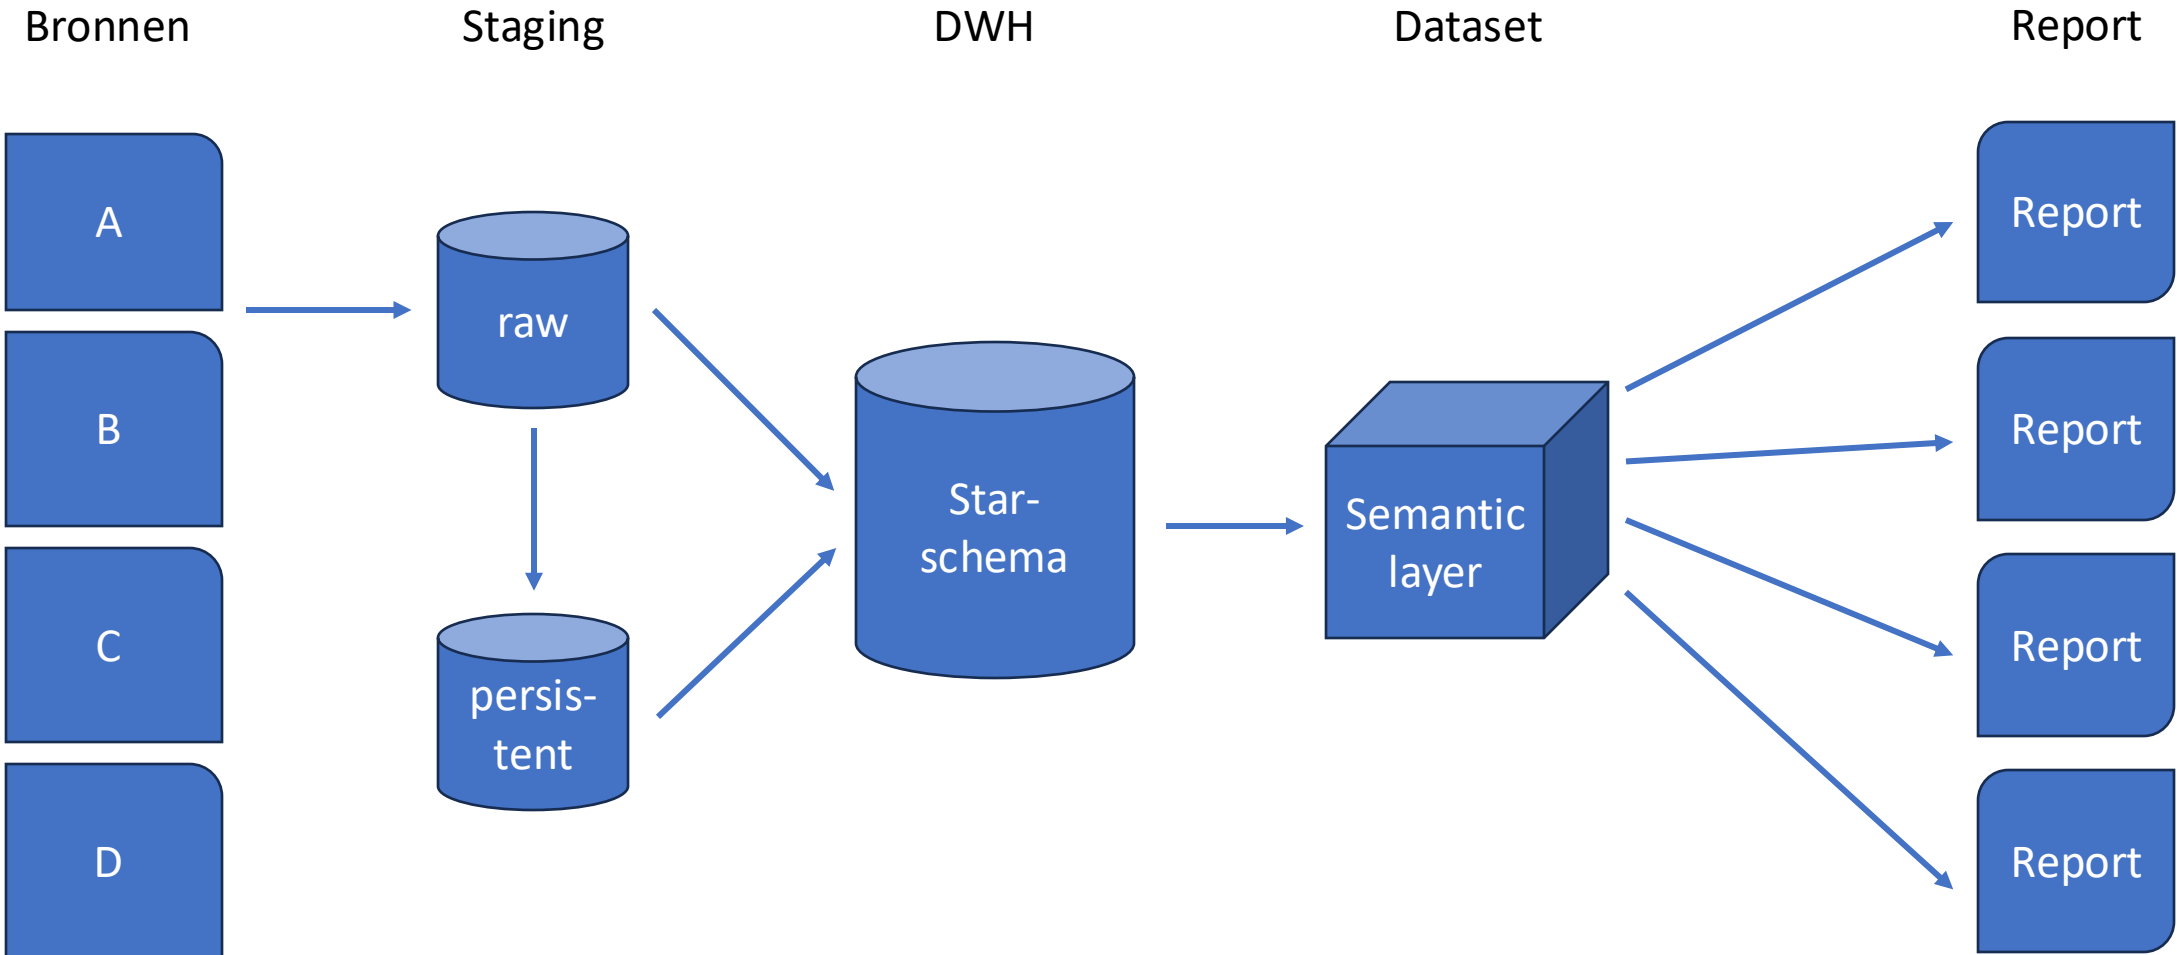 Bronnen
Staging
DWH
Dataset
Report
A
B
C
D
raw
persis-
tent
Star-
schema
Semantic
layer
Report
Report
Report
Report